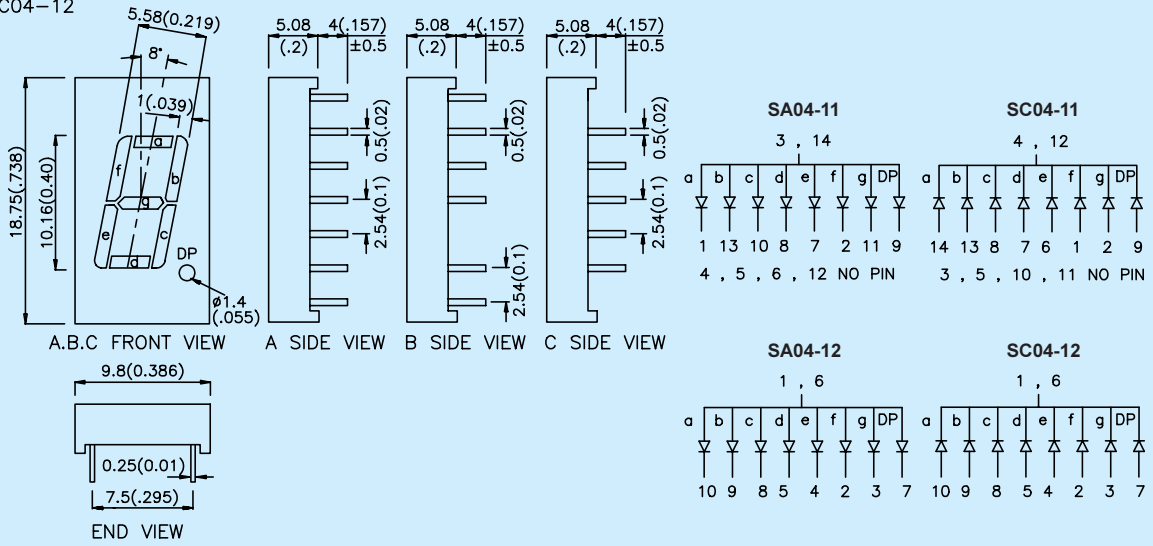 C04-12
5.58(0.219)
8°
1(.039)
a
f
b
g
e
c
d
DP
18.75(.738)
10.16(0.40)
ø1.4
(.055)
A.B.C FRONT VIEW
5.08
(.2)
4(.157)
±0.5
0.5(.02)
2.54(0.1)
A SIDE VIEW
5.08
(.2)
4(.157)
±0.5
0.5(.02)
2.54(0.1)
B SIDE VIEW
5.08
(.2)
4(.157)
±0.5
0.5(.02)
2.54(0.1)
C SIDE VIEW
9.8(0.386)
0.25(0.01)
7.5(.295)
END VIEW
SA04-11
3 , 14
a b c d e f g DP
1 13 10 8 7 2 11 9
4 , 5 , 6 , 12 NO PIN
SC04-11
4 , 12
a b c d e f g DP
14 13 8 7 6 1 2 9
3 , 5 , 10 , 11 NO PIN
SA04-12
1 , 6
a b c d e f g DP
10 9 8 5 4 2 3 7
SC04-12
1 , 6
a b c d e f g DP
10 9 8 5 4 2 3 7